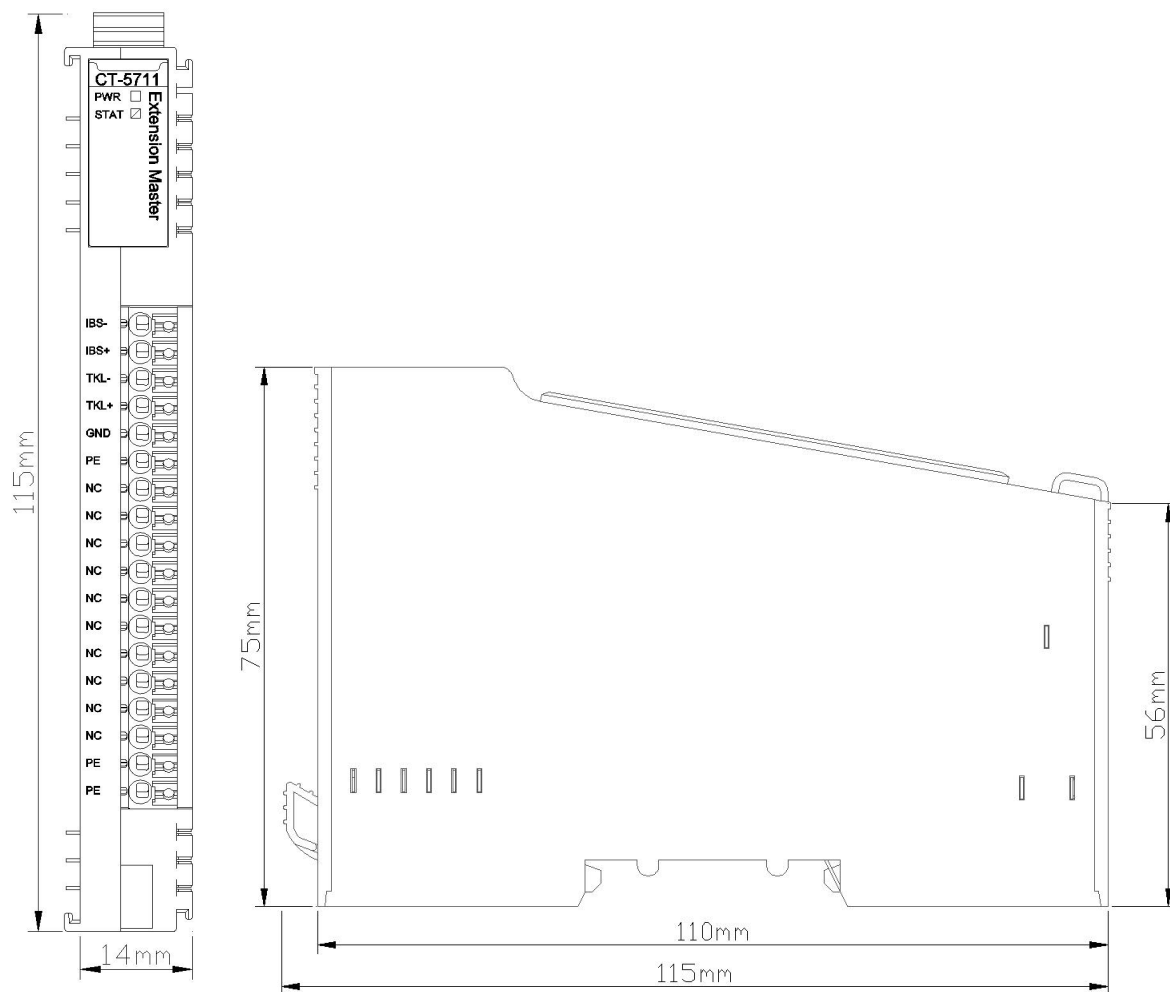 CT-5711
PWR
STAT
Extension Master
IBS-
IBS+
TKL-
TKL+
GND
PE
NC
NC
NC
NC
NC
NC
NC
NC
NC
NC
PE
PE
115mm
14mm
75mm
56mm
110mm
115mm